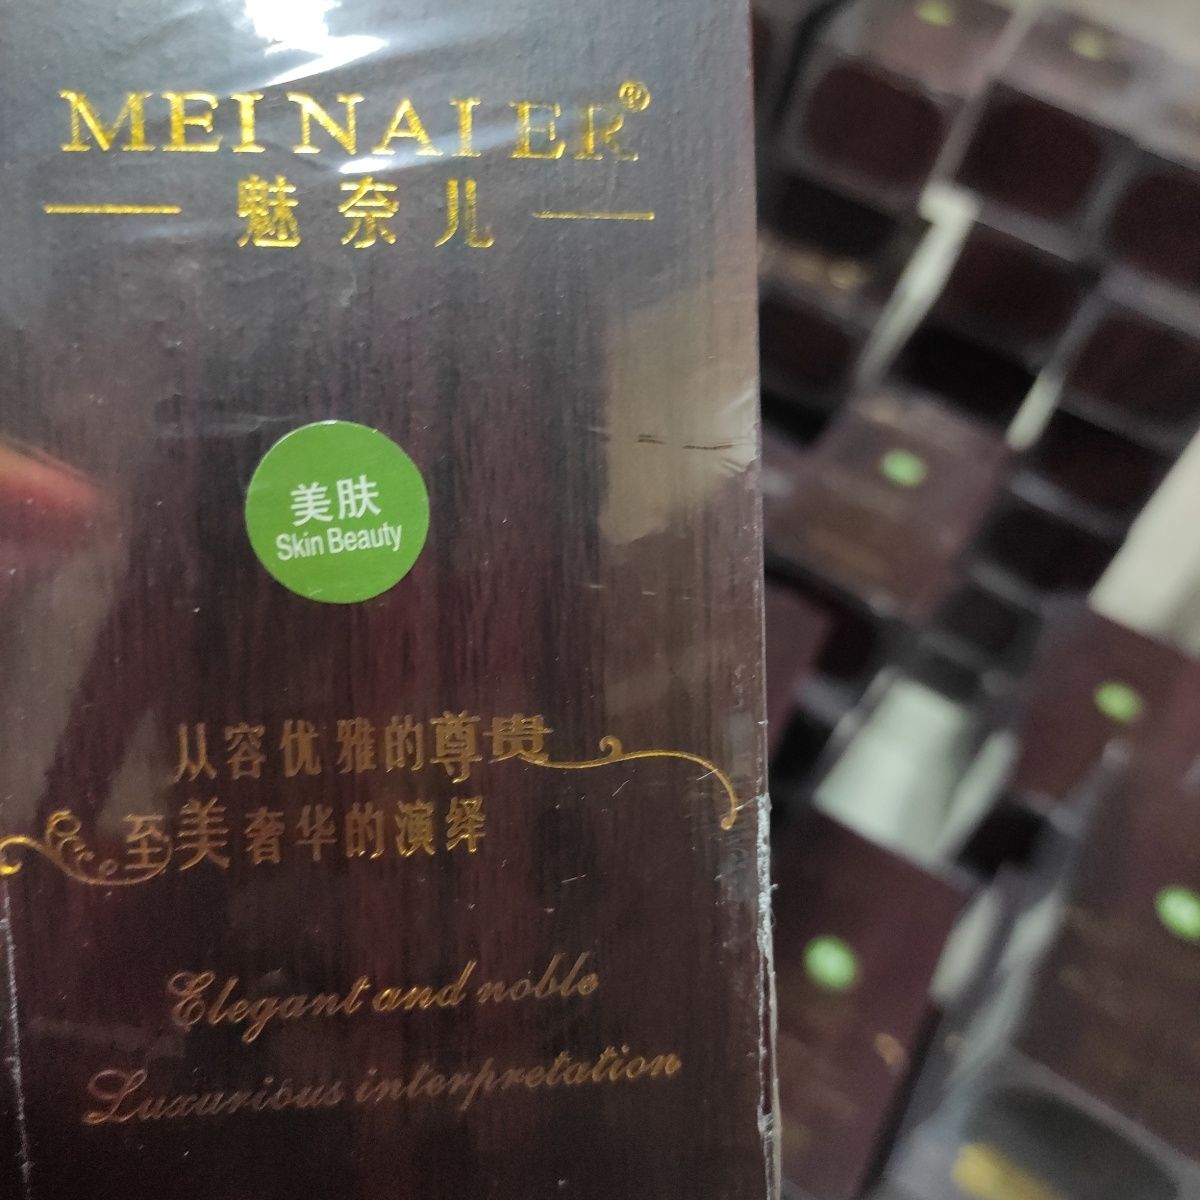 MEINAIER®
魅奈儿
美肤
Skin Beauty
从容优雅的尊贵
至美奢华的演绎
Elegant and noble
Luxurious interpretation